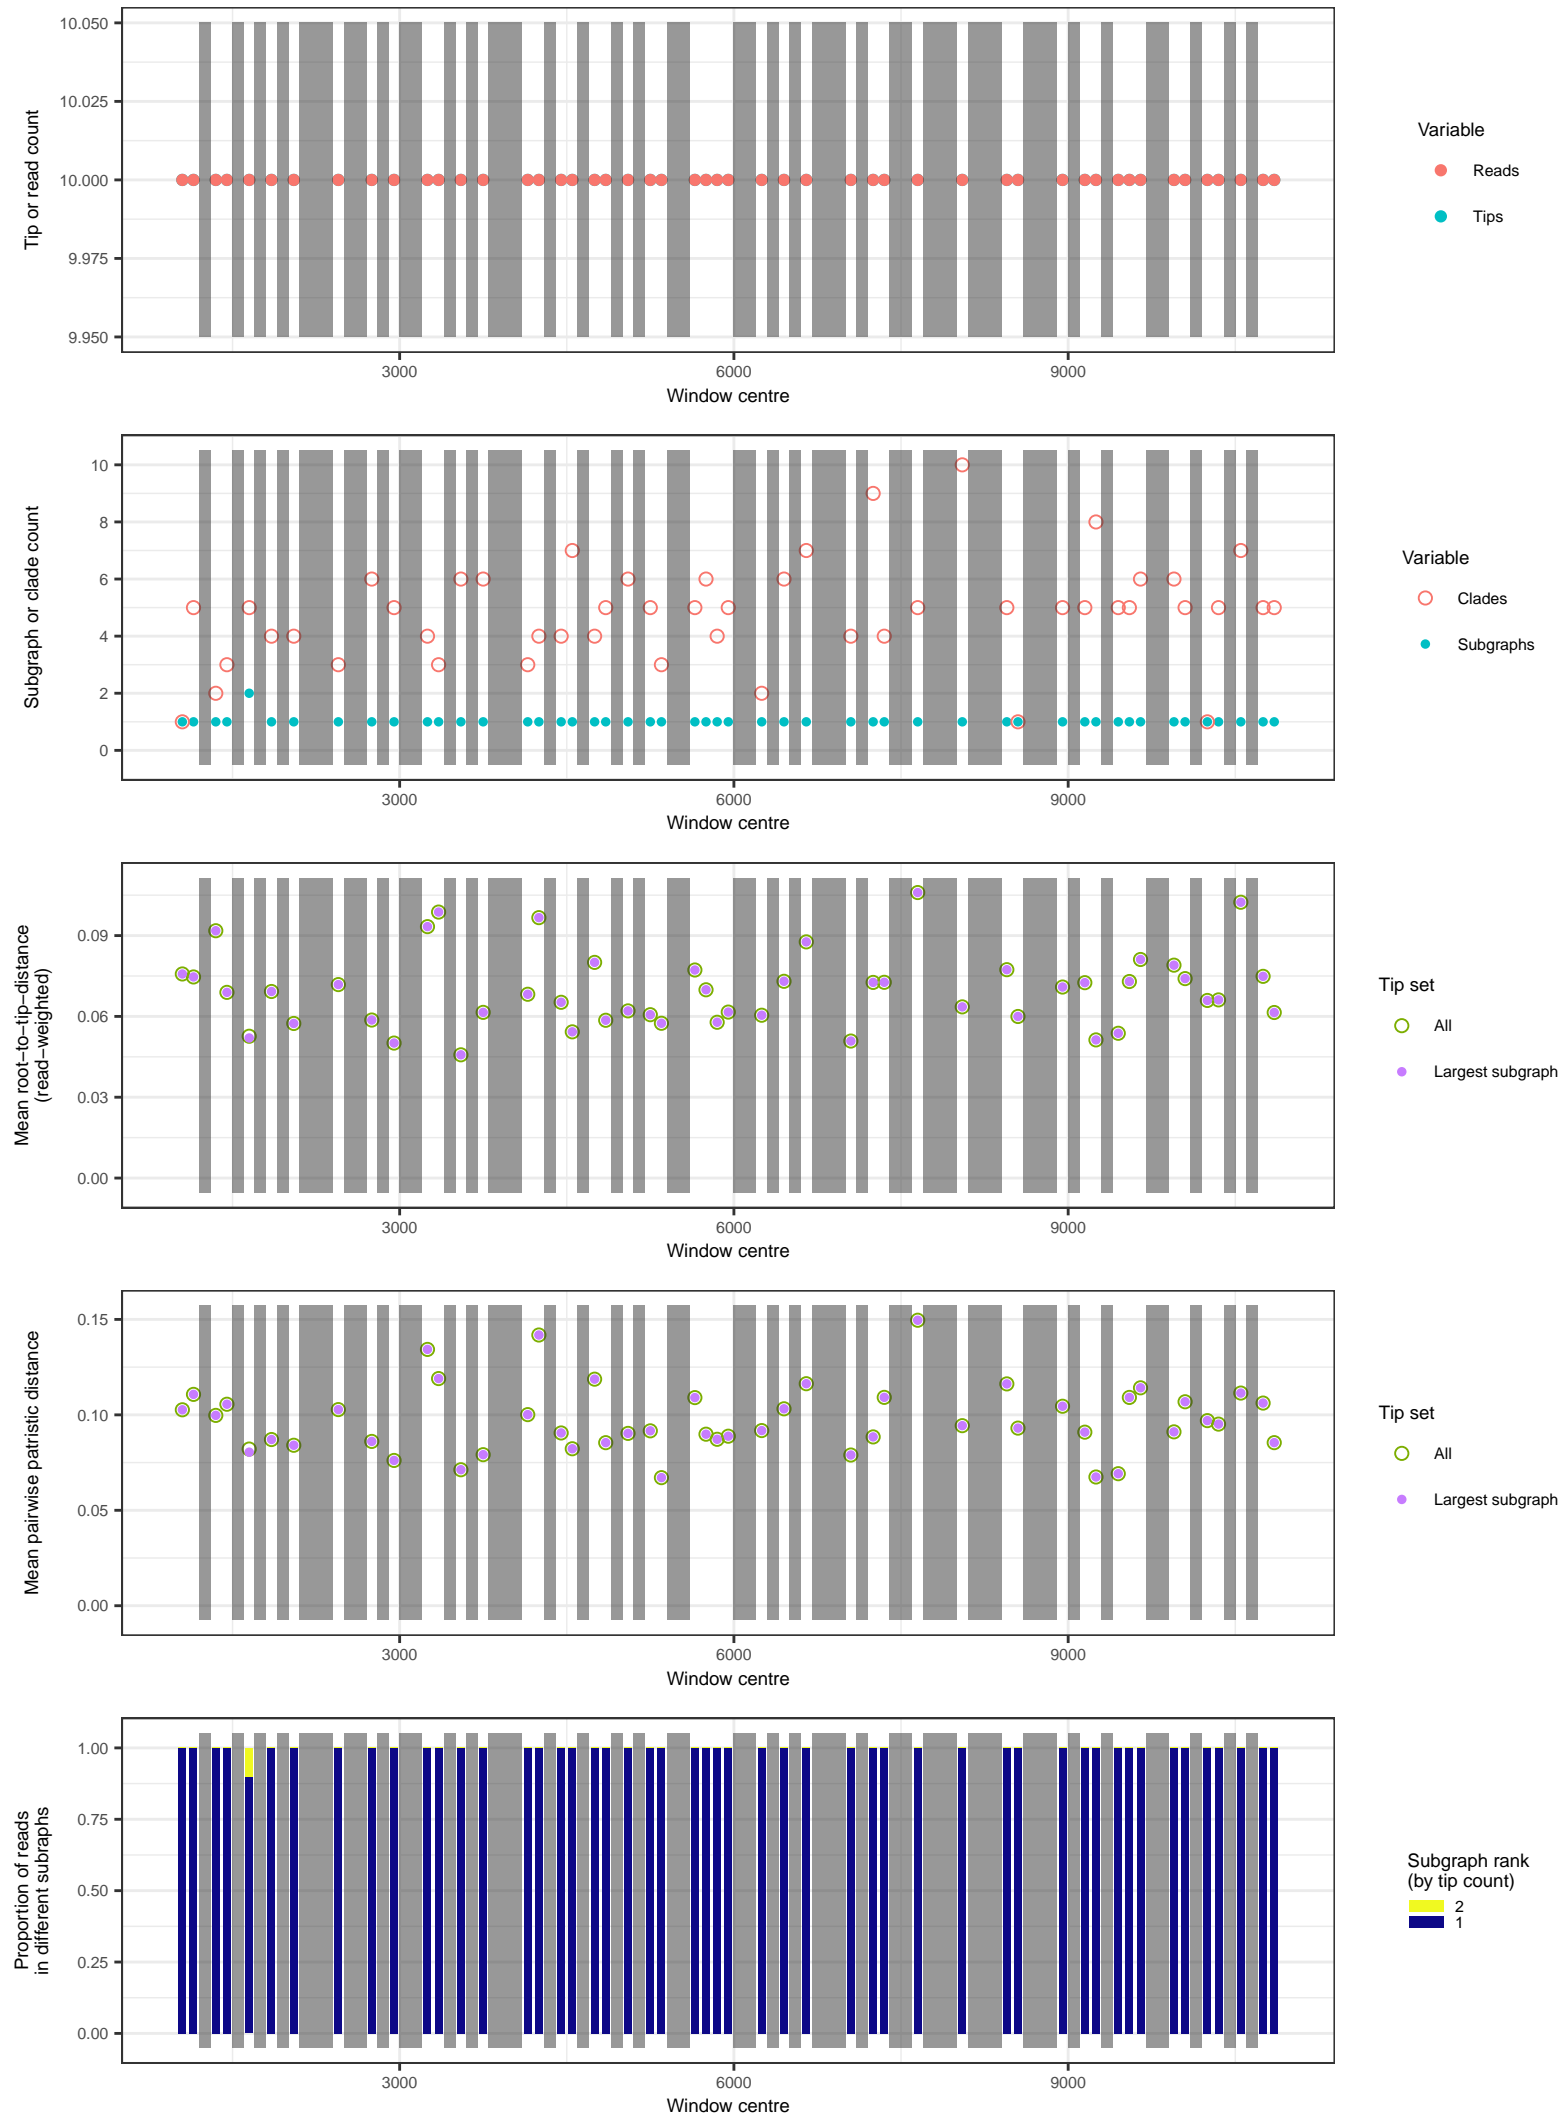 10.050
10.025
10.000
9.975
9.950
Tip or read count
3000
6000
9000
Window centre
Variable
Reads
Tips
10
8
6
4
2
0
Subgraph or clade count
3000
6000
9000
Window centre
Variable
Clades
Subgraphs
0.09
0.06
0.03
0.00
Mean root-to-tip-distance
(read-weighted)
3000
6000
9000
Window centre
Tip set
All
Largest subgraph
0.15
0.10
0.05
0.00
Mean pairwise patristic distance
3000
6000
9000
Window centre
Tip set
All
Largest subgraph
1.00
0.75
0.50
0.25
0.00
Proportion of reads
in different subraphs
3000
6000
9000
Window centre
Subgraph rank
(by tip count)
2
1